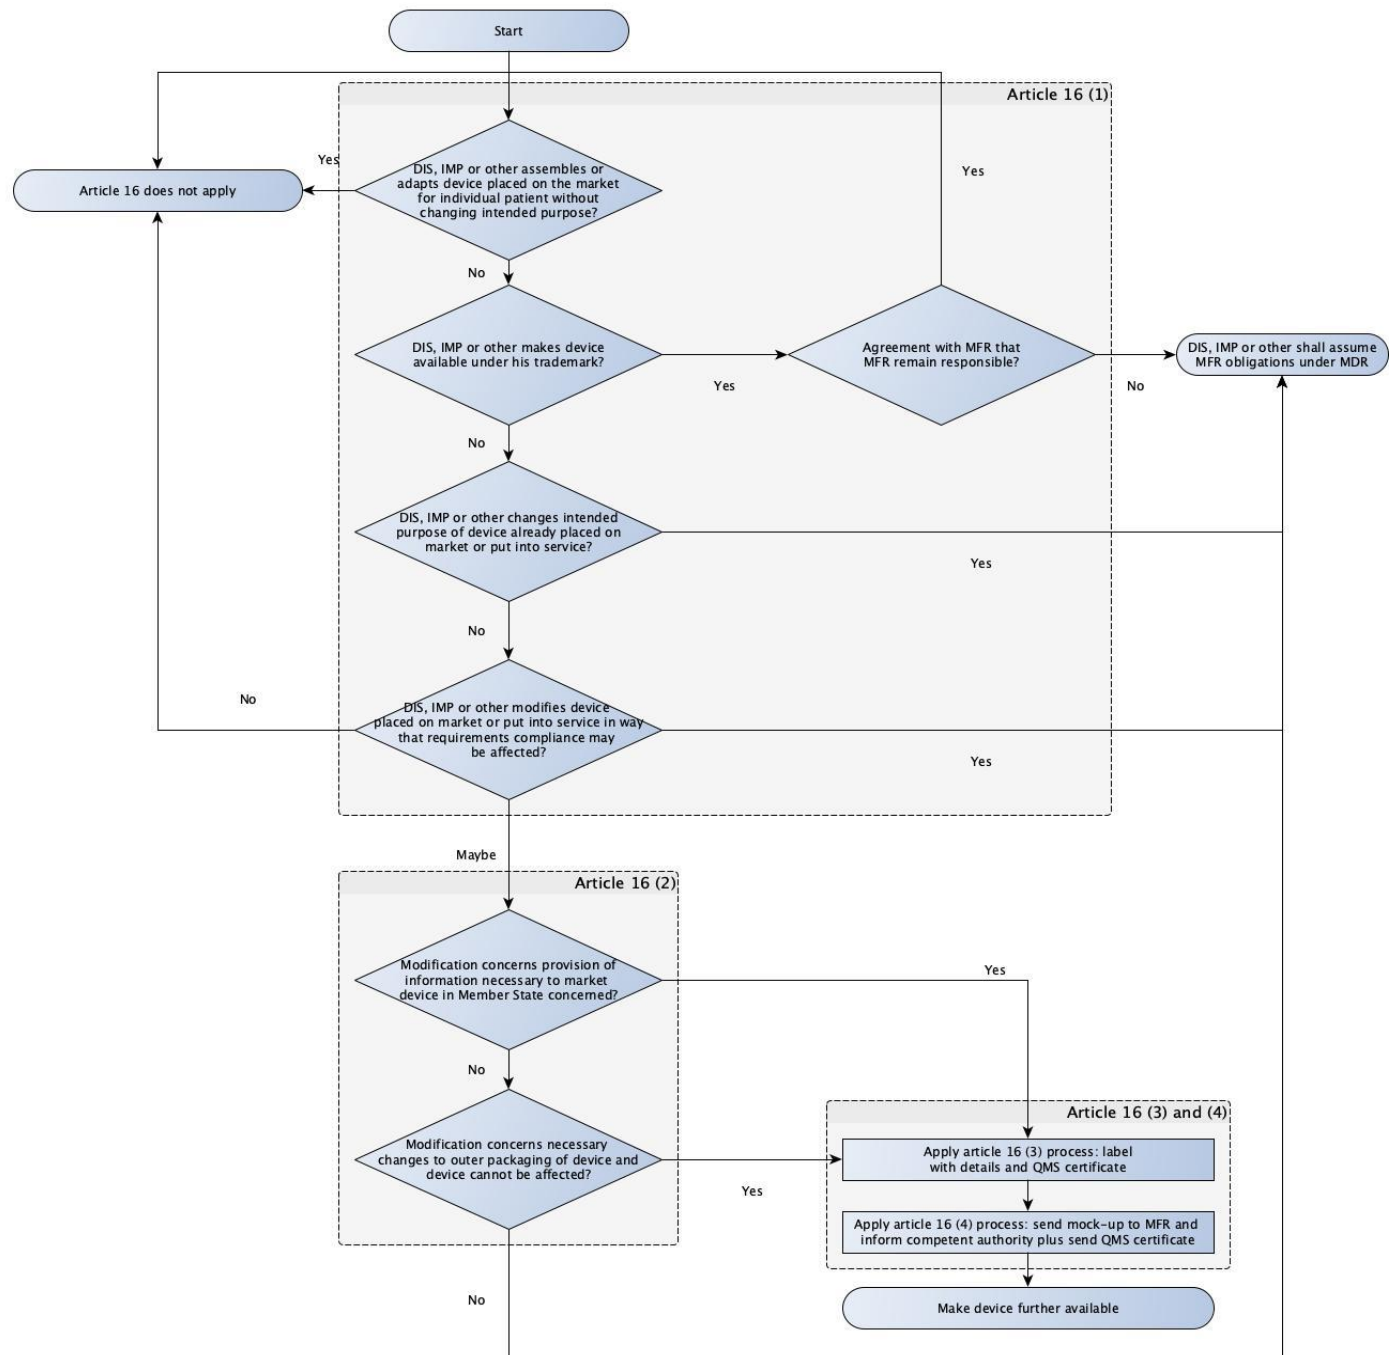 Start
Article 16 (1)
Yes
DIS, IMP or other assembles or
adapts device placed on the market
for individual patient without
changing intended purpose?
Article 16 does not apply
Yes
No
DIS, IMP or other makes device
available under his trademark?
Yes
Agreement with MFR that
MFR remain responsible?
No
DIS, IMP or other shall assume
MFR obligations under MDR
No
DIS, IMP or other changes intended
purpose of device already placed on
market or put into service?
Yes
No
No
DIS, IMP or other modifies device
placed on market or put into service in way
that requirements compliance may
be affected?
Yes
Maybe
Article 16 (2)
Modification concerns provision of
information necessary to market
device in Member State concerned?
Yes
No
Article 16 (3) and (4)
Modification concerns necessary
changes to outer packaging of device and
device cannot be affected?
Yes
Apply article 16 (3) process: label
with details and QMS certificate
Apply article 16 (4) process: send mock-up to MFR and
inform competent authority plus send QMS certificate
No
Make device further available